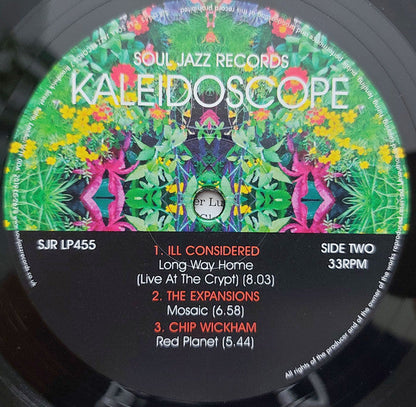 SOUL JAZZ RECORDS
KALEIDOSCOPE
SJR LP455
SIDE TWO
33RPM
1. ILL CONSIDERED
Long Way Home
(Live At The Crypt) (8.03)
2. THE EXPANSIONS
Mosaic (6.58)
3. CHIP WICKHAM
Red Planet (5.44)
All rights of the producer and of the owner of the works reproduced